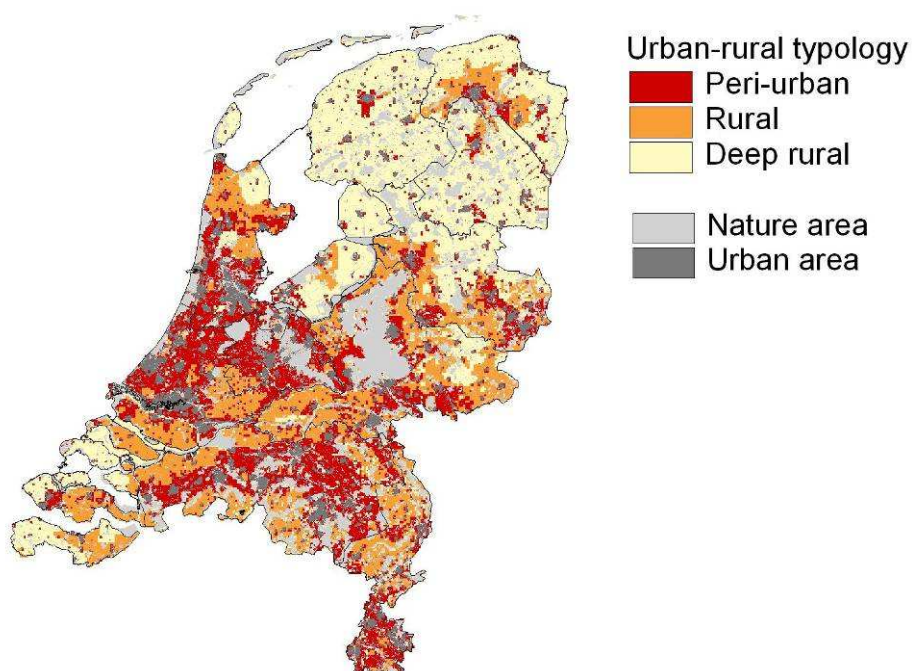 Urban-rural typology
Peri-urban
Rural
Deep rural
Nature area
Urban area